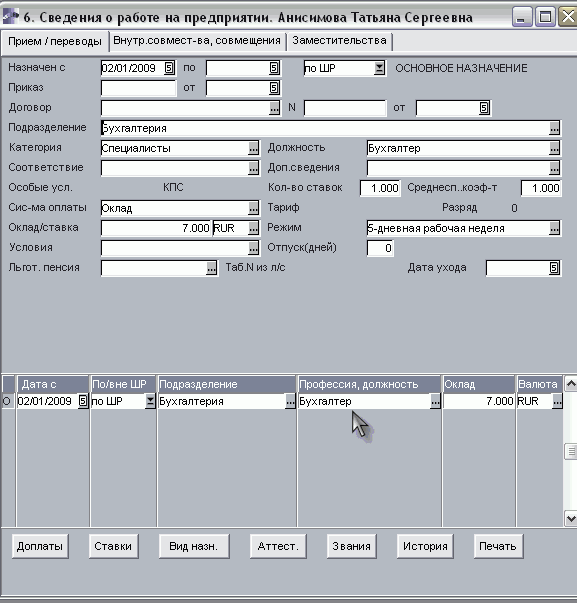 6. Сведения о работе на предприятии. Анисимова Татьяна Сергеевна
Прием / переводы Внутр.совмест-ва, совмещения Заместительства
Назначен с 02/01/2009 по по ШР ОСНОВНОЕ НАЗНАЧЕНИЕ
Приказ от
Договор ... N от
Подразделение Бухгалтерия ...
Категория Специалисты ... Должность Бухгалтер ...
Соответствие ... Доп.сведения ...
Особые усл. КПС Кол-во ставок 1.000 Среднесп..коэф-т 1.000
Сис-ма оплаты Оклад ... Тариф Разряд 0
Оклад/ставка 7.000 RUR ... Режим 5-дневная рабочая неделя ...
Условия ... Отпуск(дней) 0
Льгот. пенсия ... Таб.N из л/с Дата ухода
Дата с По/вне ШР Подразделение Профессия, должность Оклад Валюта
О 02/01/2009 по ШР Бухгалтерия ... Бухгалтер ... 7.000 RUR ...
Доплаты Ставки Вид назн. Аттест. Звания История Печать